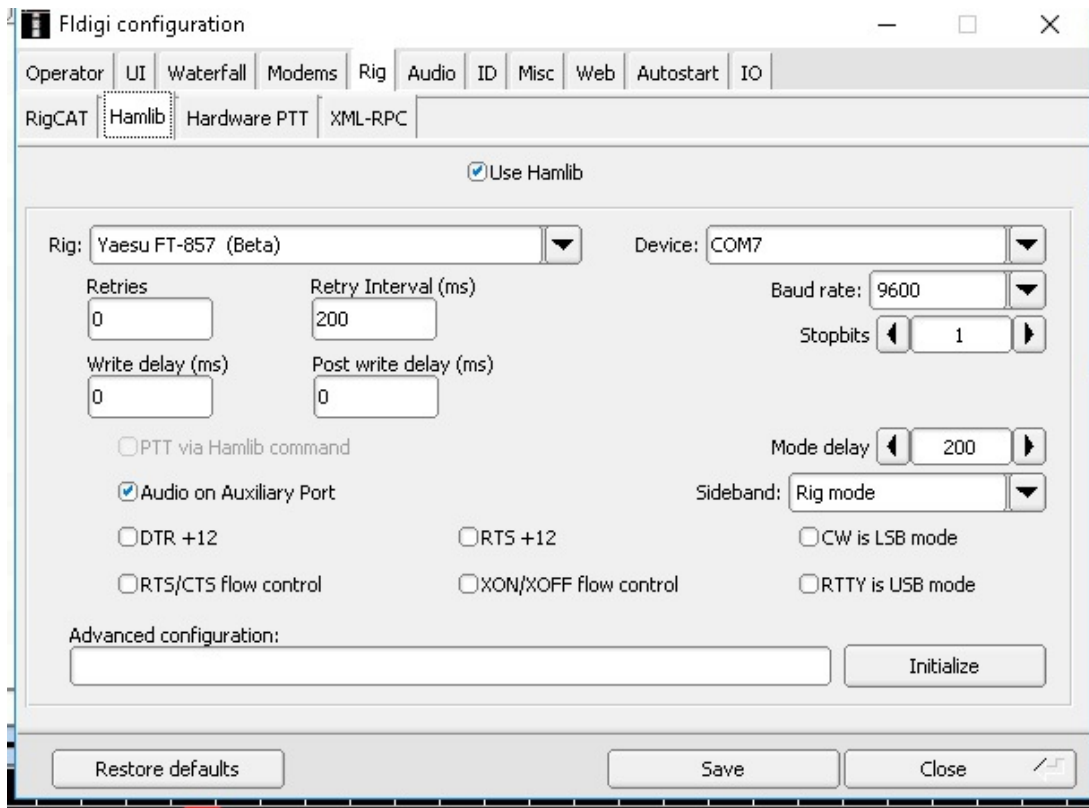 Fldigi configuration
Operator UI Waterfall Modems Rig Audio ID Misc Web Autostart IO
RigCAT Hamlib Hardware PTT XML-RPC
Use Hamlib
Rig: Yaesu FT-857 (Beta) Device: COM7
Retries Retry Interval (ms) Baud rate: 9600
0 200
Stopbits 1
Write delay (ms) Post write delay (ms)
0 0
PTT via Hamlib command Mode delay 200
Audio on Auxiliary Port Sideband: Rig mode
DTR +12 RTS +12 CW is LSB mode
RTS/CTS flow control XON/XOFF flow control RTTY is USB mode
Advanced configuration:
Initialize
Restore defaults Save Close